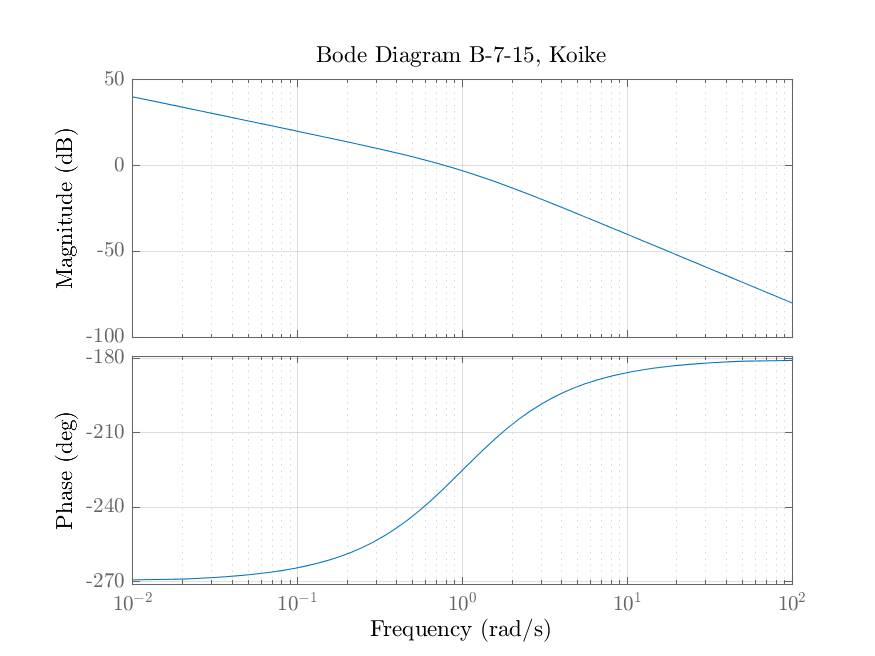 Bode Diagram B-7-15, Koike
50
0
-50
-100
Magnitude (dB)
-180
-210
-240
-270
Phase (deg)
10⁻² 10⁻¹ 10⁰ 10¹ 10²
Frequency (rad/s)